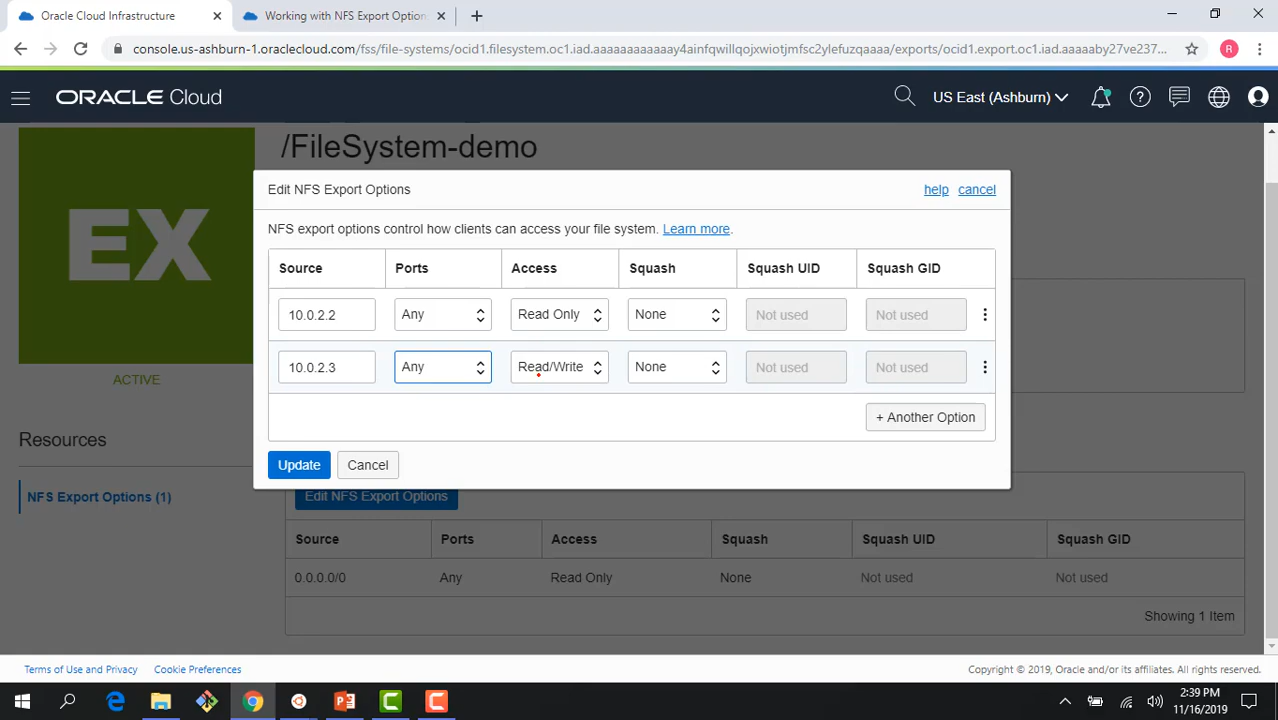 Oracle Cloud Infrastructure
Working with NFS Export Option
console.us-ashburn-1.oraclecloud.com/fss/file-systems/ocid1.filesystem.oc1.iad.aaaaaaaaaaay4ainfqwillqojxwiotjmfsc2ylefuzqaaaa/exports/ocid1.export.oc1.iad.aaaaaby27ve237...
R
ORACLE Cloud
US East (Ashburn)
EX
/FileSystem-demo
ACTIVE
Resources
NFS Export Options (1)
Edit NFS Export Options
help cancel
NFS export options control how clients can access your file system. Learn more.
Source Ports Access Squash Squash UID Squash GID
10.0.2.2 Any Read Only None Not used Not used
10.0.2.3 Any Read/Write None Not used Not used
+ Another Option
Update Cancel
Edit NFS Export Options
Source Ports Access Squash Squash UID Squash GID
0.0.0.0/0 Any Read Only None Not used Not used
Showing 1 Item
Terms of Use and Privacy Cookie Preferences
Copyright © 2019, Oracle and/or its affiliates. All rights reserved.
2:39 PM
11/16/2019